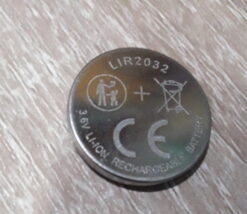 LIR2032
+
CE
3.6V LI-ION, RECHARGEABLE BATTERY